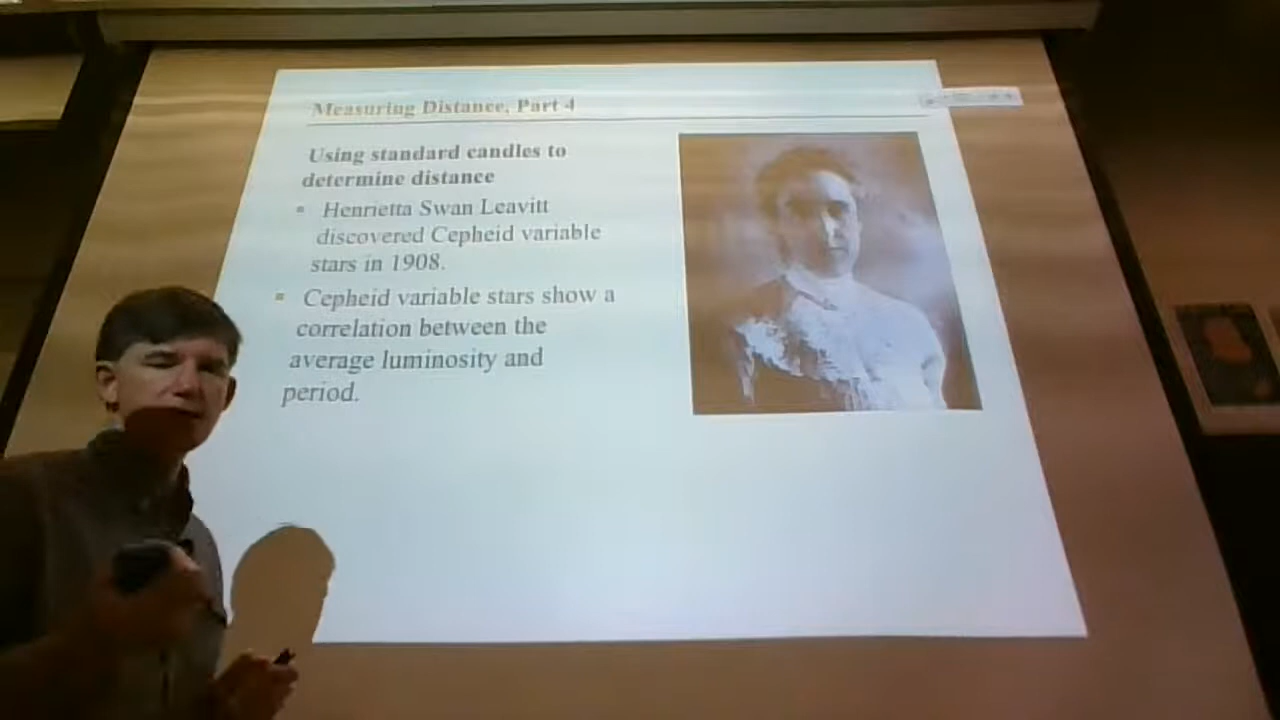 Measuring Distance, Part 4
Using standard candles to
determine distance
Henrietta Swan Leavitt
discovered Cepheid variable
stars in 1908.
Cepheid variable stars show a
correlation between the
average luminosity and
period.